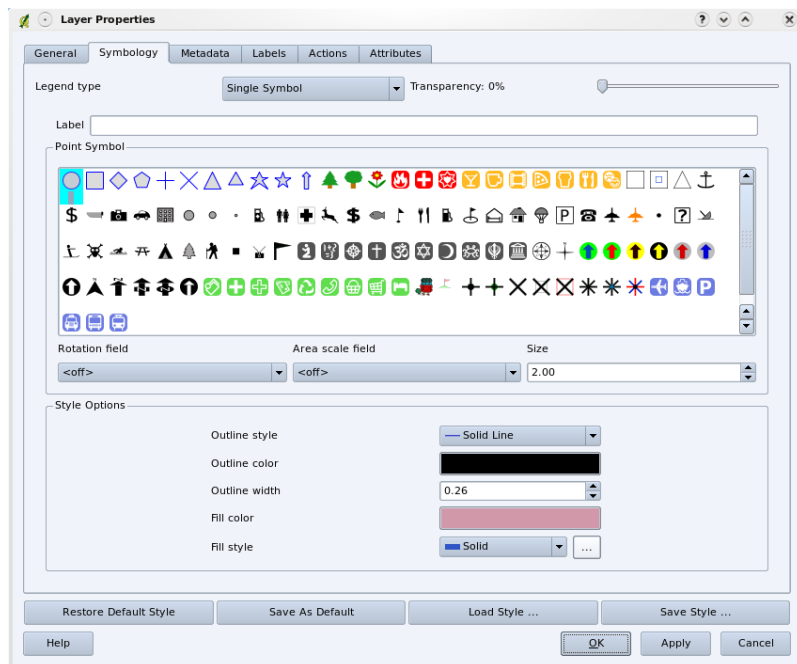 Layer Properties
General Symbology Metadata Labels Actions Attributes
Legend type Single Symbol Transparency: 0%
Label
Point Symbol
Rotation field Area scale field Size
<off> <off> 2.00
Style Options
Outline style Solid Line
Outline color
Outline width 0.26
Fill color
Fill style Solid ...
Restore Default Style Save As Default Load Style ... Save Style ...
Help OK Apply Cancel